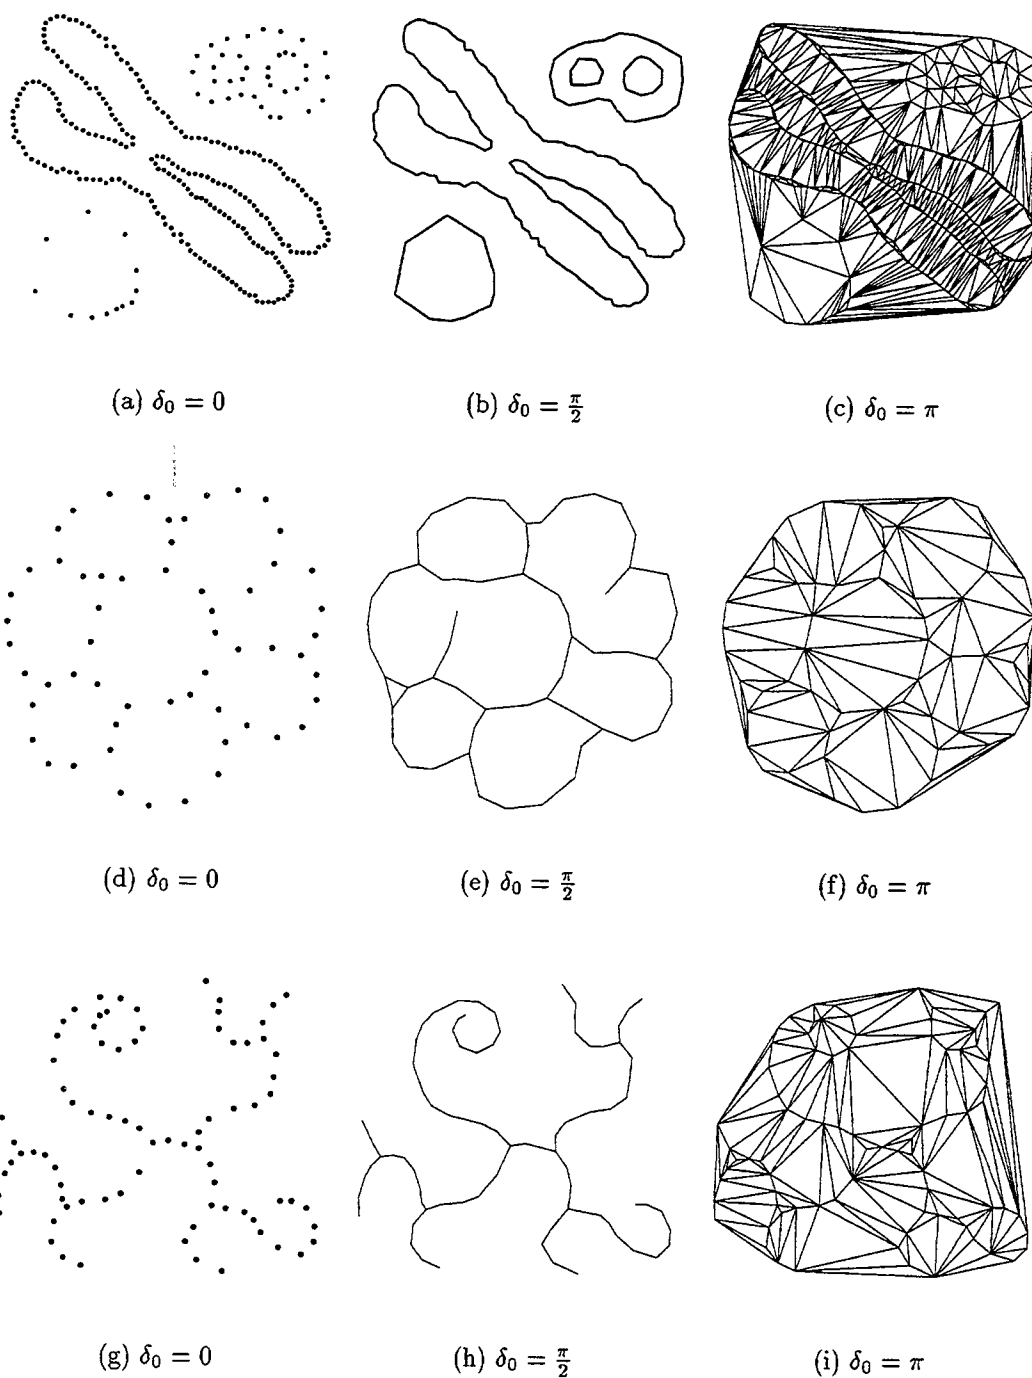 (a) δ₀ = 0
(b) δ₀ = π/2
(c) δ₀ = π
(d) δ₀ = 0
(e) δ₀ = π/2
(f) δ₀ = π
(g) δ₀ = 0
(h) δ₀ = π/2
(i) δ₀ = π